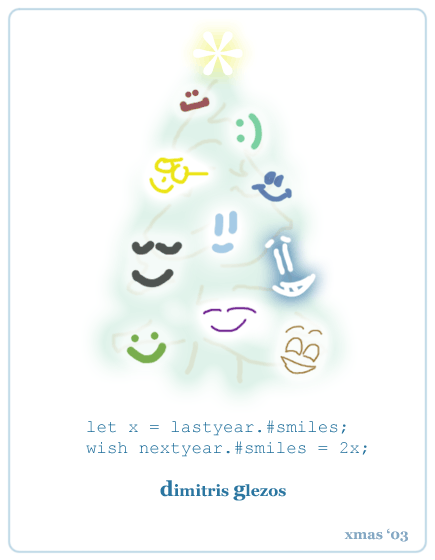 let x = lastyear.#smiles;
wish nextyear.#smiles = 2x;
dimitris glezos
xmas ‘03